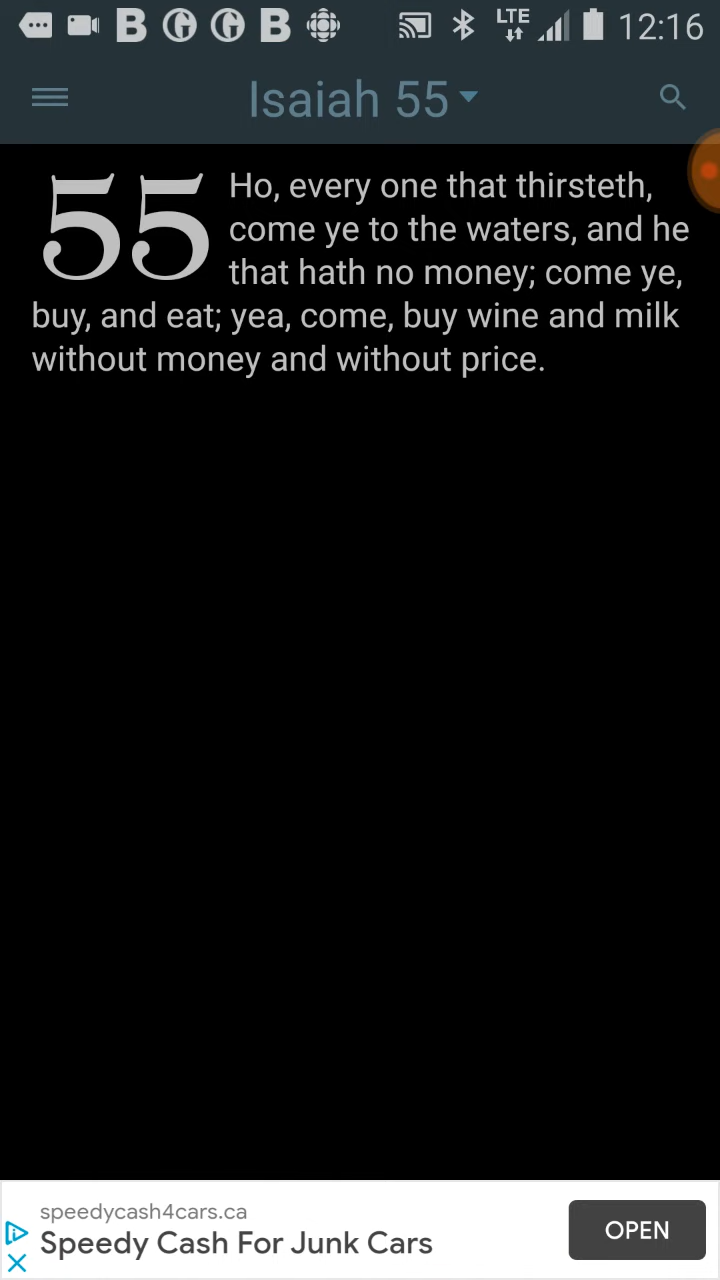 B G G B LTE 12:16
Isaiah 55
55 Ho, every one that thirsteth,
come ye to the waters, and he
that hath no money; come ye,
buy, and eat; yea, come, buy wine and milk
without money and without price.
speedycash4cars.ca
Speedy Cash For Junk Cars
OPEN